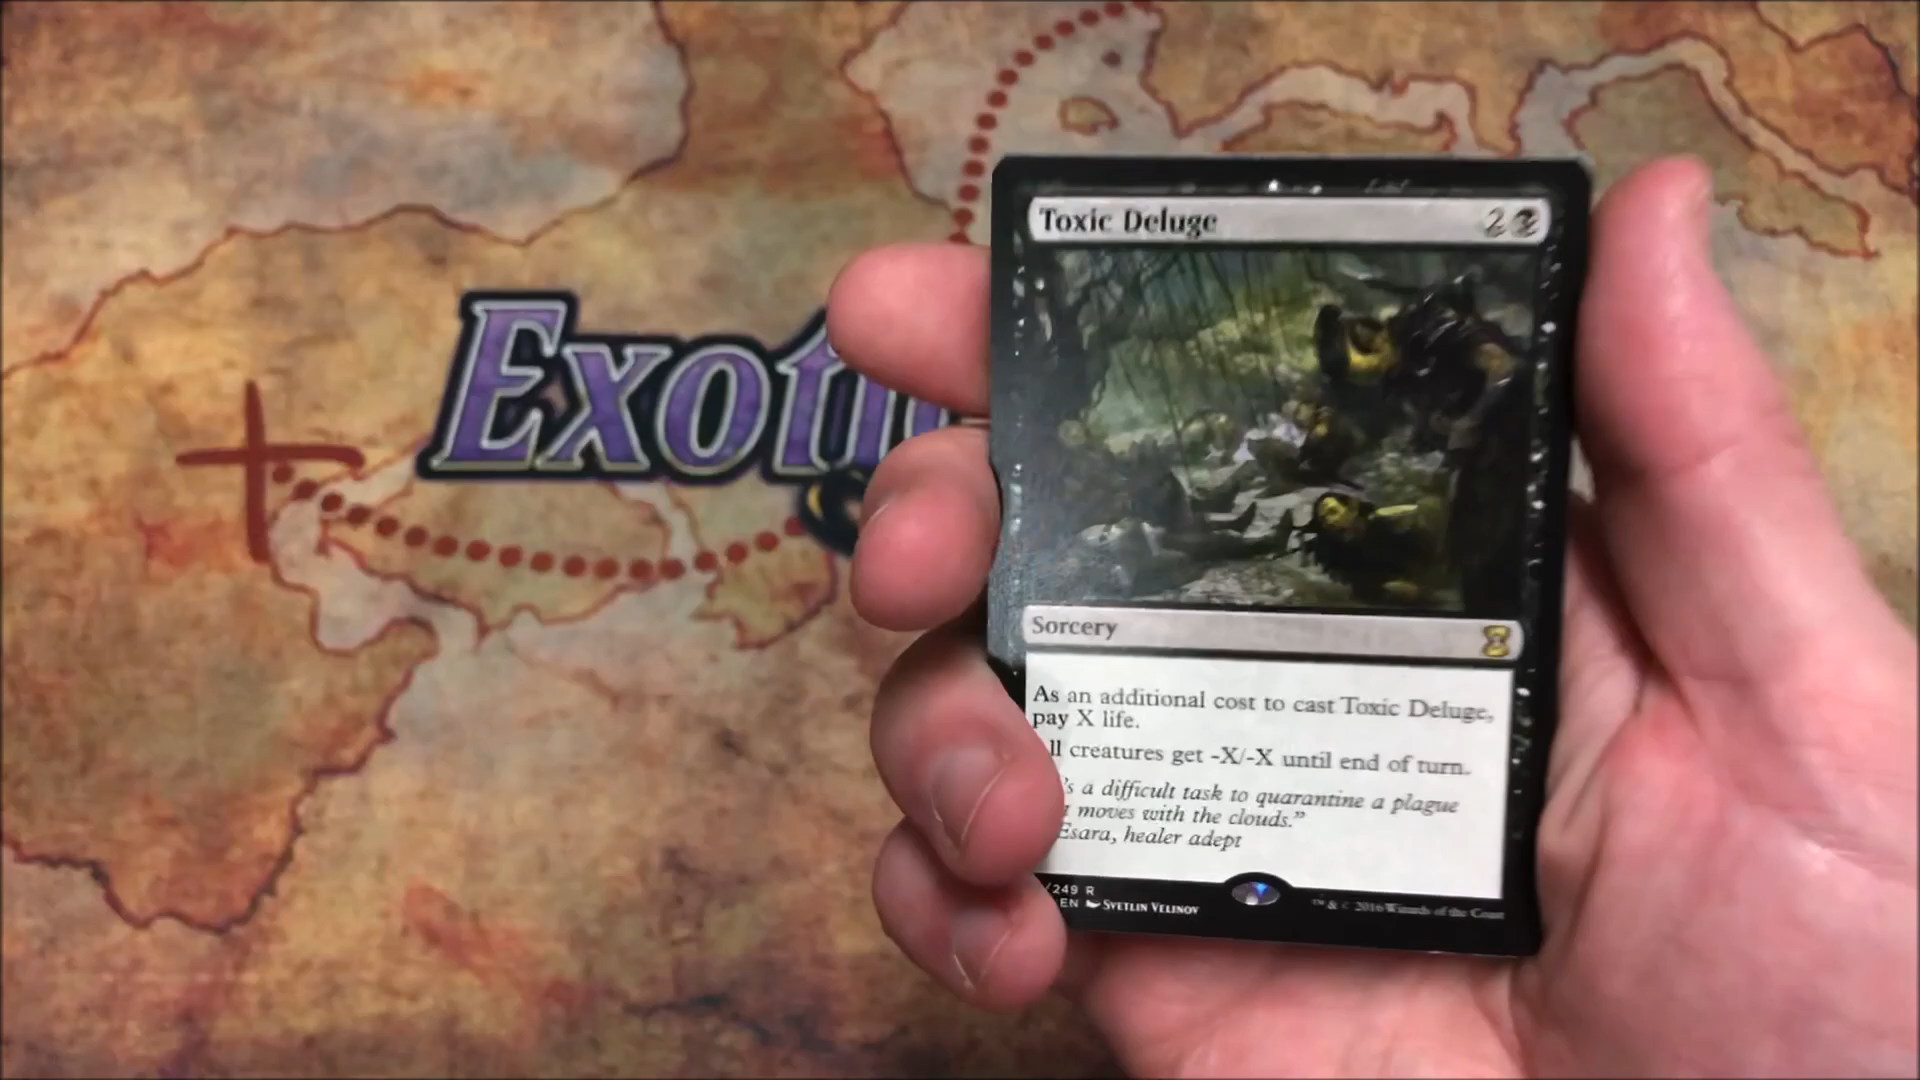 Exoti
Toxic Deluge 2
Sorcery
As an additional cost to cast Toxic Deluge,
pay X life.
ll creatures get -X/-X until end of turn.
's a difficult task to quarantine a plague
t moves with the clouds."
Esara, healer adept
/249 R
EN Svetlin Velinov
™ & © 2016 Wizards of the Coast